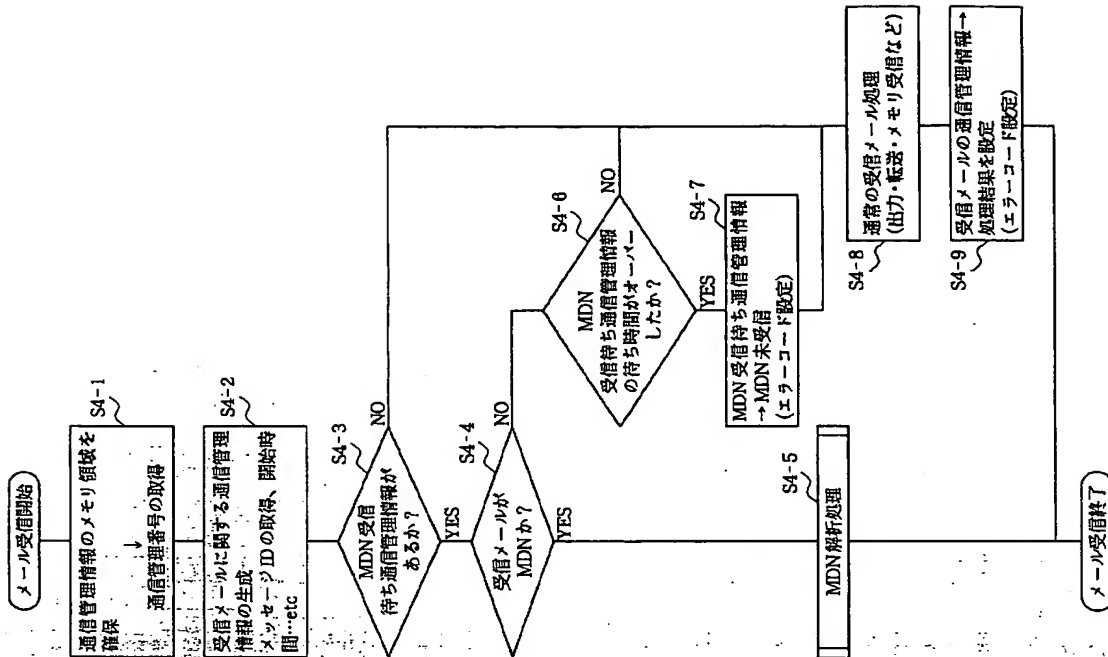 メール受信開始
S4-1
通信管理情報のメモリ領域を
確保
↓
通信管理番号の取得
S4-2
受信メールに関する通信管理
情報の生成
メッセージIDの取得、開始時
間…etc
S4-3
MDN受信
待ち通信管理情報が
あるか?
NO
YES
S4-4
受信メールが
MDNか?
NO
YES
S4-5
MDN解析処理
S4-6
MDN
受信待ち通信管理情報
の待ち時間がオーバー
したか?
NO
YES
S4-7
MDN受信待ち通信管理情報
→MDN未受信
(エラーコード設定)
S4-8
通常の受信メール処理
(出力・転送・メモリ受信など)
S4-9
受信メールの通信管理情報→
処理結果を設定
(エラーコード設定)
メール受信終了